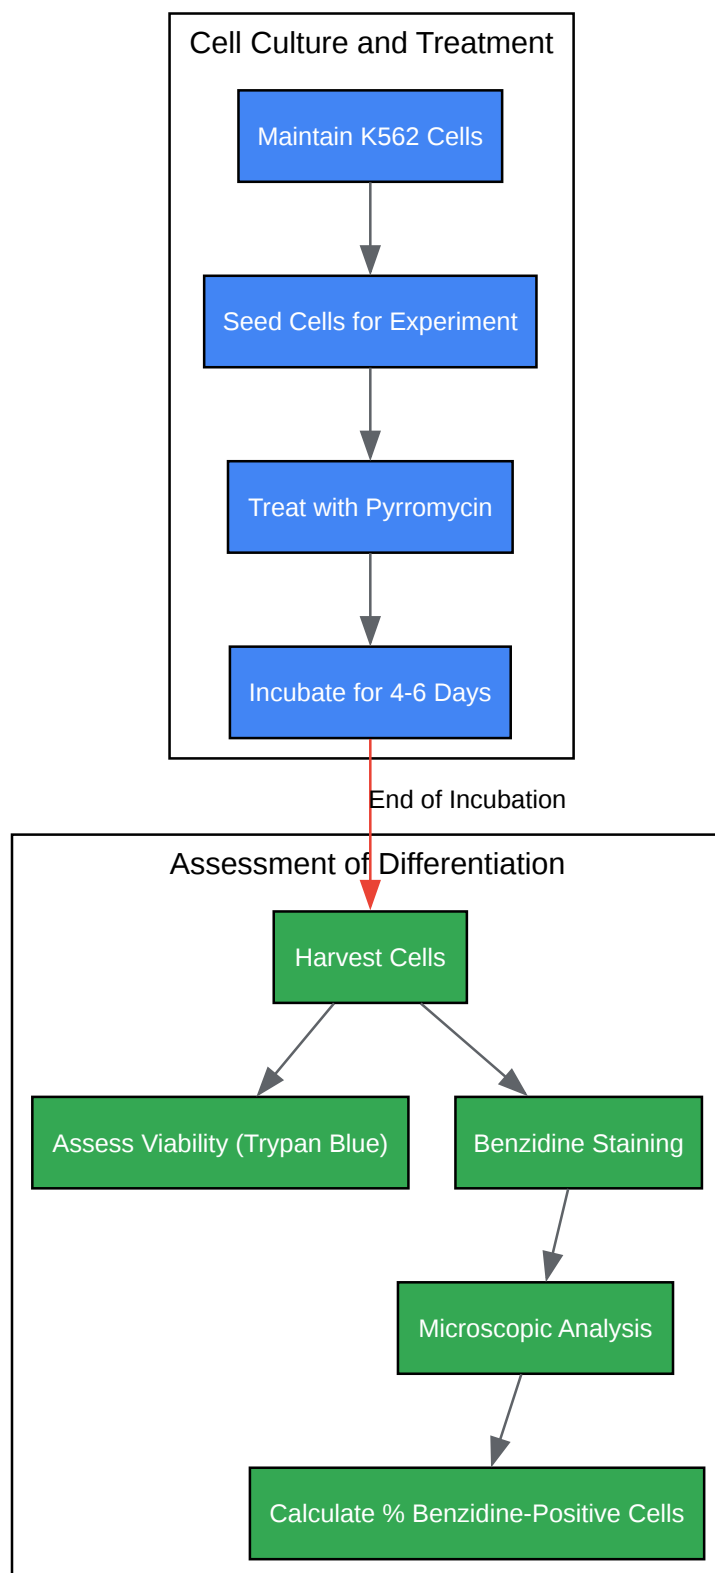 Cell Culture and Treatment
Maintain K562 Cells
Seed Cells for Experiment
Treat with Pyrromycin
Incubate for 4-6 Days
End of Incubation
Assessment of Differentiation
Harvest Cells
Assess Viability (Trypan Blue)
Benzidine Staining
Microscopic Analysis
Calculate % Benzidine-Positive Cells